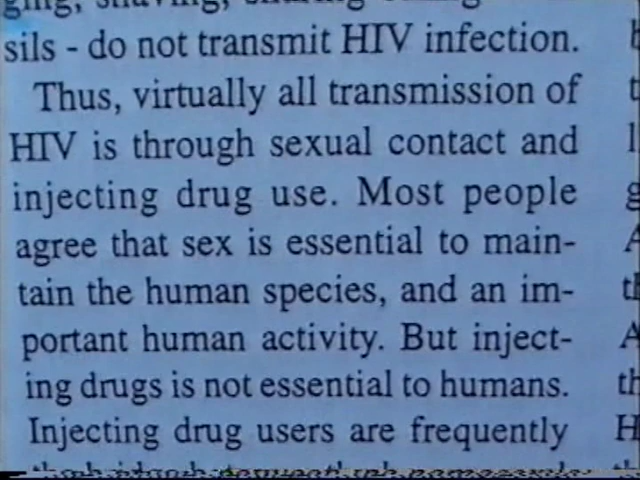 sils - do not transmit HIV infection.
Thus, virtually all transmission of
HIV is through sexual contact and
injecting drug use. Most people
agree that sex is essential to main-
tain the human species, and an im-
portant human activity. But inject-
ing drugs is not essential to humans.
Injecting drug users are frequently